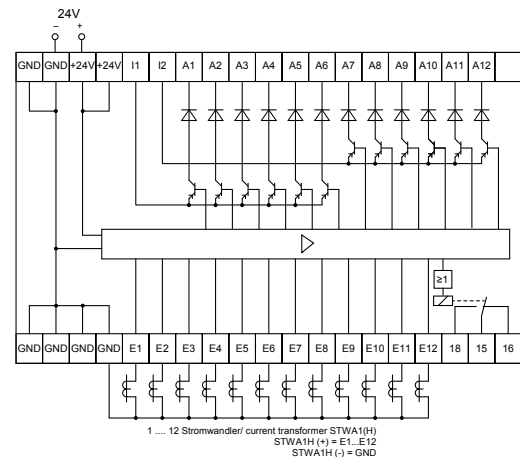 24V
– +
GND GND +24V +24V I1 I2 A1 A2 A3 A4 A5 A6 A7 A8 A9 A10 A11 A12
≥1
GND GND GND GND E1 E2 E3 E4 E5 E6 E7 E8 E9 E10 E11 E12 18 15 16
1 .... 12 Stromwandler/ current transformer STWA1(H)
STWA1H (+) = E1...E12
STWA1H (-) = GND